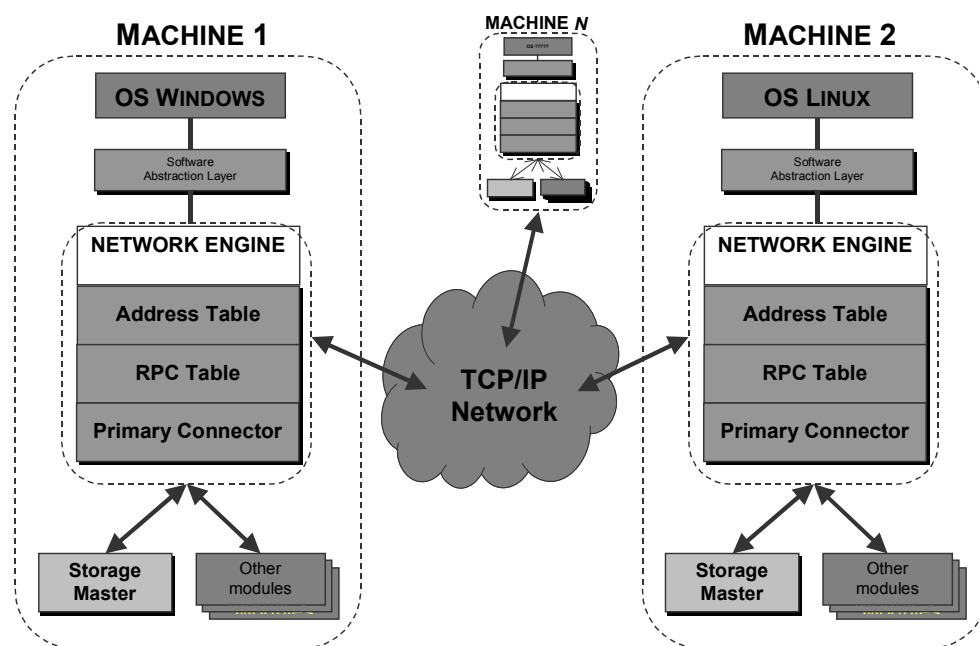 MACHINE 1
OS WINDOWS
Software
Abstraction Layer
NETWORK ENGINE
Address Table
RPC Table
Primary Connector
Storage
Master
Other
modules
MACHINE N
OS ?????
TCP/IP
Network
MACHINE 2
OS LINUX
Software
Abstraction Layer
NETWORK ENGINE
Address Table
RPC Table
Primary Connector
Storage
Master
Other
modules